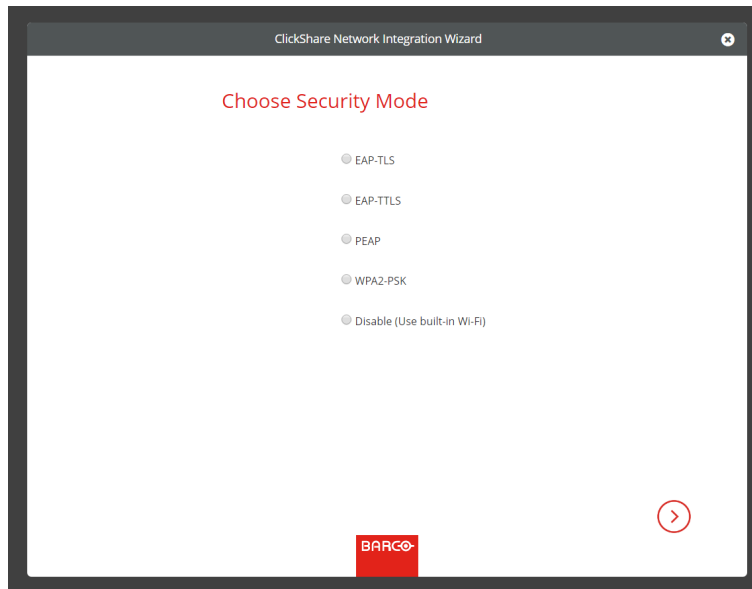 ClickShare Network Integration Wizard
Choose Security Mode
EAP-TLS
EAP-TTLS
PEAP
WPA2-PSK
Disable (Use built-in Wi-Fi)
BARCO